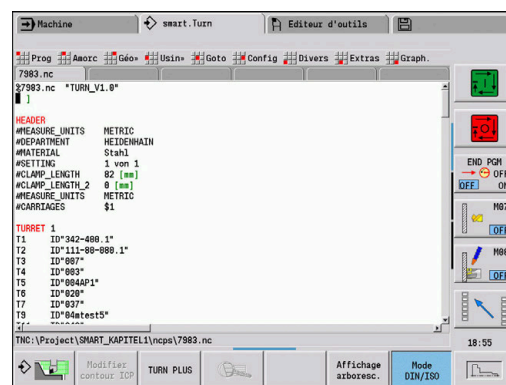 Machine
smart.Turn
Editeur d'outils
Prog Amorc Géo» Usin» Goto Config Divers Extras Graph.
7983.nc
%7983.nc "TURN_V1.0"
[ ]
HEADER
#MEASURE_UNITS METRIC
#DEPARTMENT HEIDENHAIN
#MATERIAL Stahl
#SETTING 1 von 1
#CLAMP_LENGTH 82 [mm]
#CLAMP_LENGTH_2 0 [mm]
#MEASURE_UNITS METRIC
#CARRIAGES $1
TURRET 1
T1 ID"342-400.1"
T2 ID"111-80-080.1"
T3 ID"007"
T4 ID"003"
T5 ID"004AP1"
T6 ID"020"
T7 ID"037"
T9 ID"04mtest5"
TNC:\Project\SMART_KAPITEL1\ncps\7983.nc
Modifier contour ICP
TURN PLUS
Affichage arboresc.
Mode DIN/ISO
END PGM
OFF
OFF ON
M07
OFF
M08
OFF
18:55